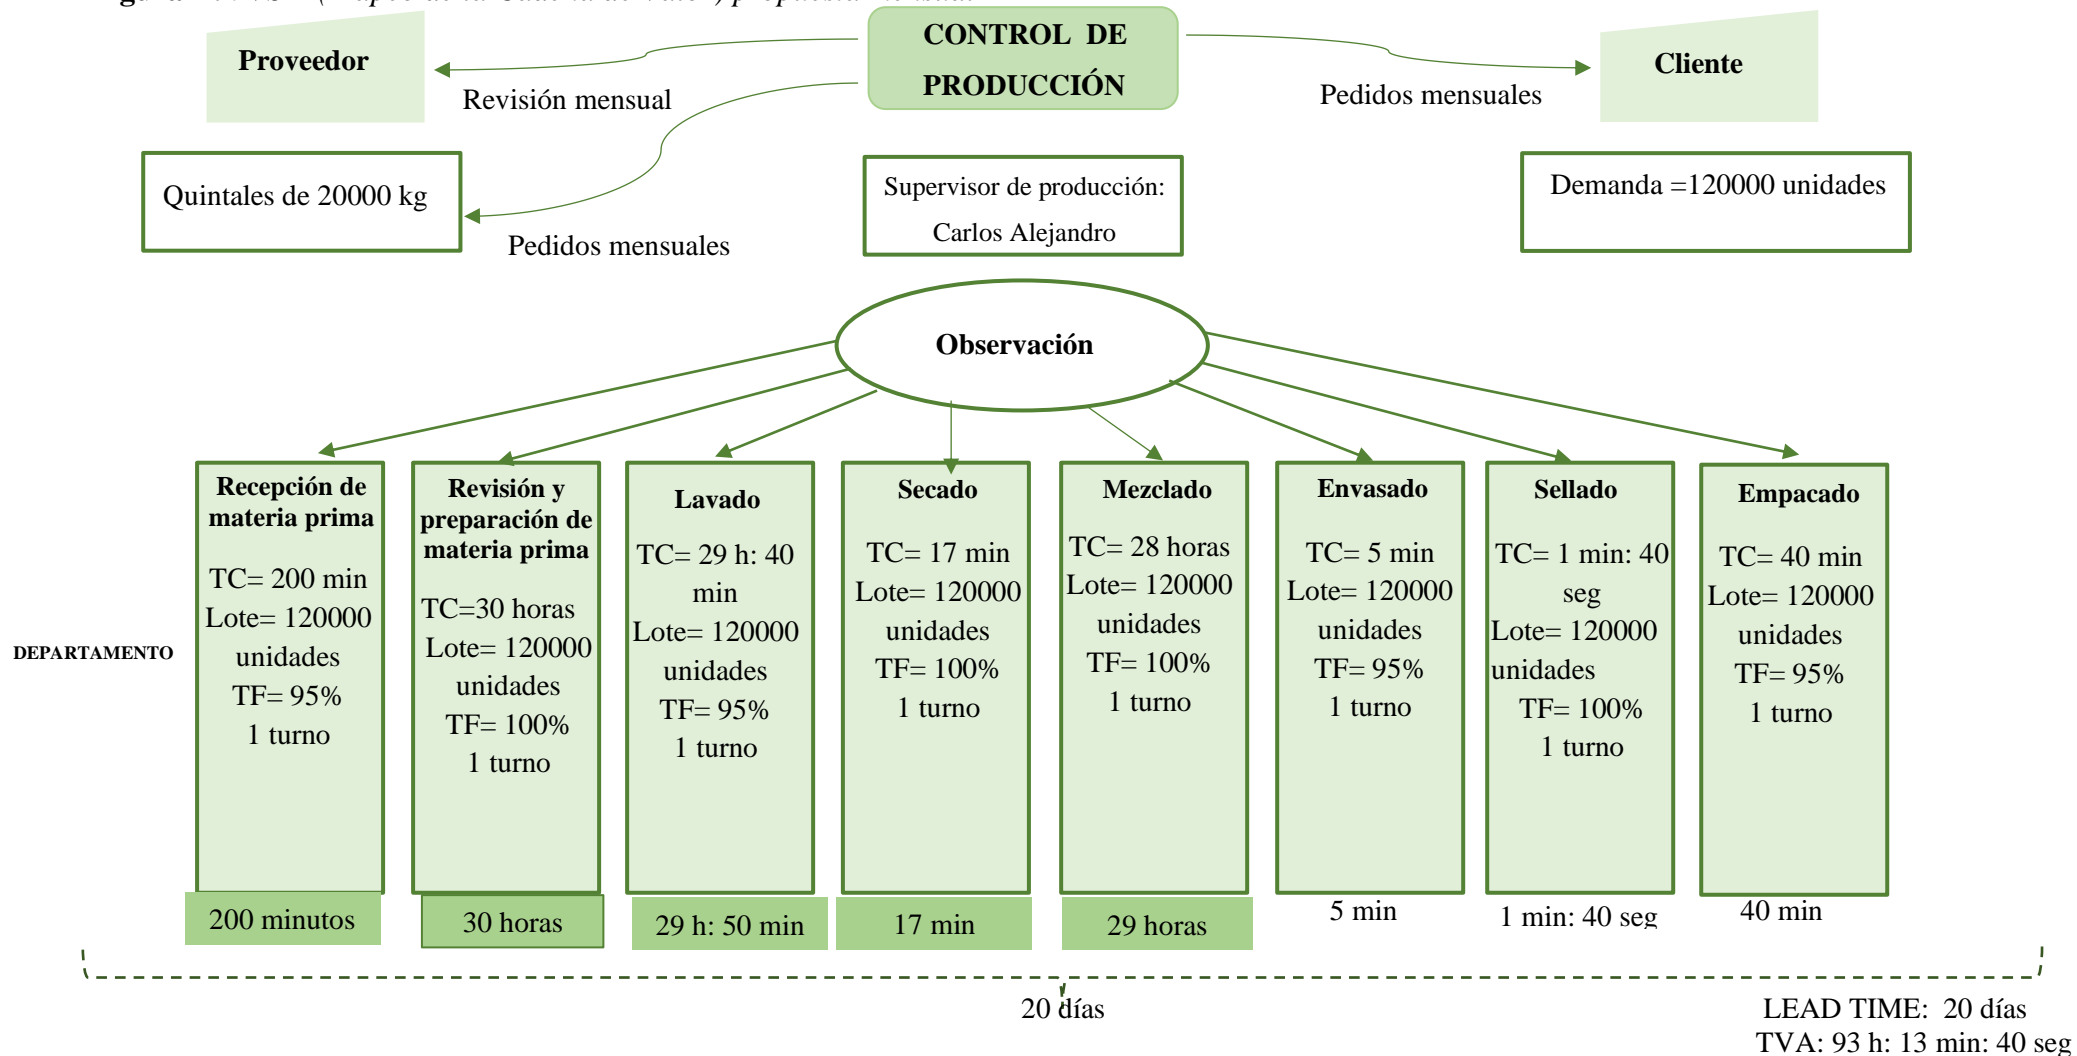 CONTROL DE
PRODUCCIÓN
Proveedor
Cliente
Revisión mensual
Pedidos mensuales
Quintales de 20000 kg
Pedidos mensuales
Supervisor de producción:
Carlos Alejandro
Demanda =120000 unidades
Observación
DEPARTAMENTO
Recepción de
materia prima
TC= 200 min
Lote= 120000
unidades
TF= 95%
1 turno
200 minutos
Revisión y
preparación de
materia prima
TC=30 horas
Lote= 120000
unidades
TF= 100%
1 turno
30 horas
Lavado
TC= 29 h: 40
min
Lote= 120000
unidades
TF= 95%
1 turno
29 h: 50 min
Secado
TC= 17 min
Lote= 120000
unidades
TF= 100%
1 turno
17 min
Mezclado
TC= 28 horas
Lote= 120000
unidades
TF= 100%
1 turno
29 horas
Envasado
TC= 5 min
Lote= 120000
unidades
TF= 95%
1 turno
5 min
Sellado
TC= 1 min: 40
seg
Lote= 120000
unidades
TF= 100%
1 turno
1 min: 40 seg
Empacado
TC= 40 min
Lote= 120000
unidades
TF= 95%
1 turno
40 min
20 días
LEAD TIME: 20 días
TVA: 93 h: 13 min: 40 seg